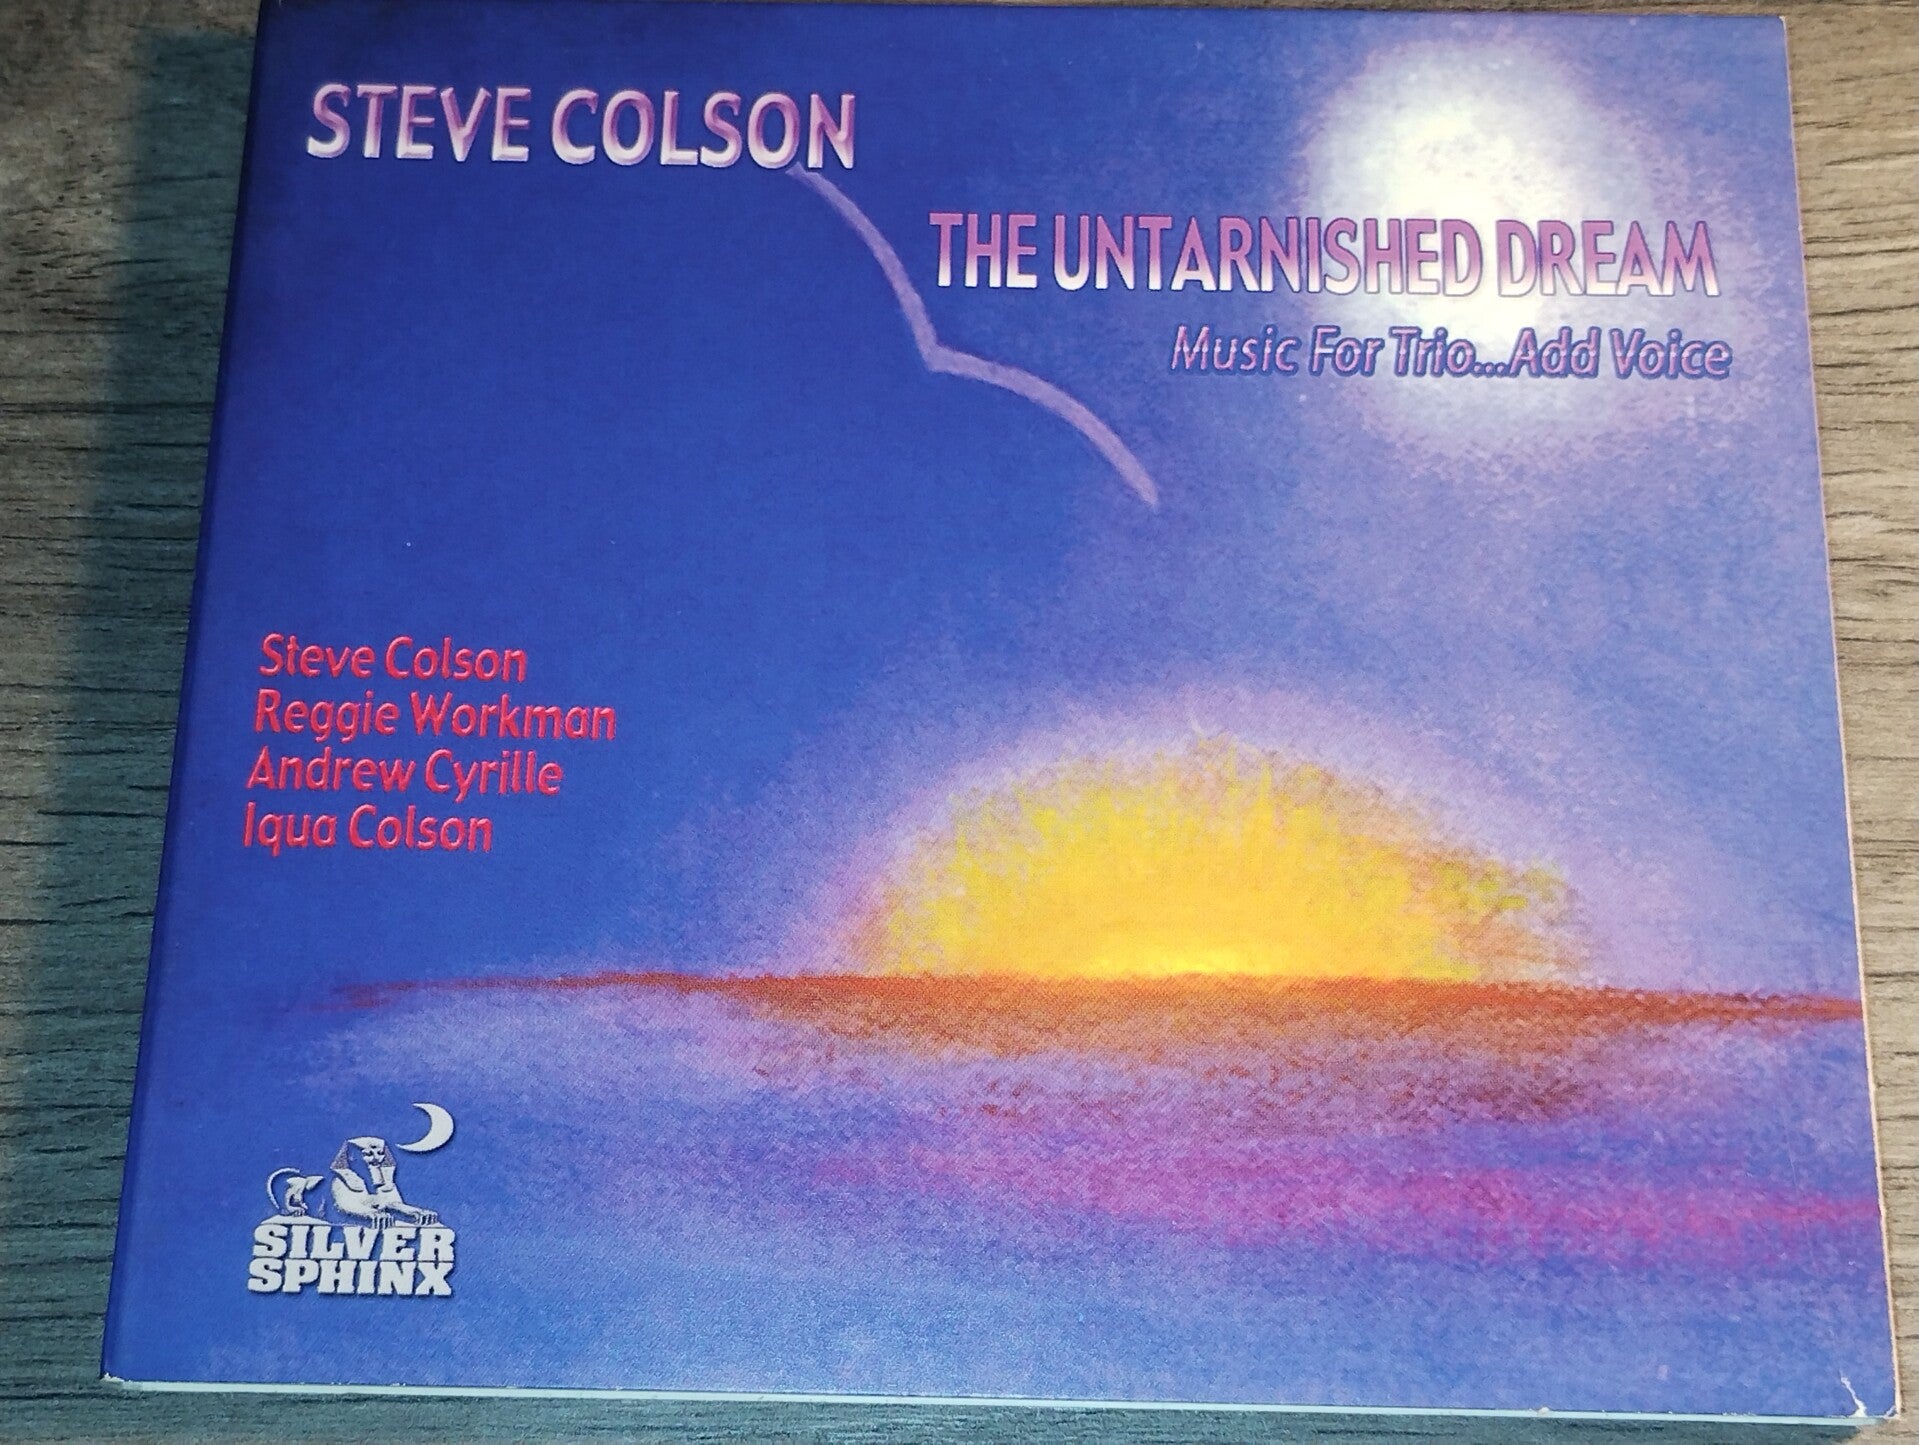 STEVE COLSON
THE UNTARNISHED DREAM
Music For Trio...Add Voice
Steve Colson
Reggie Workman
Andrew Cyrille
Iqua Colson
SILVER
SPHINX